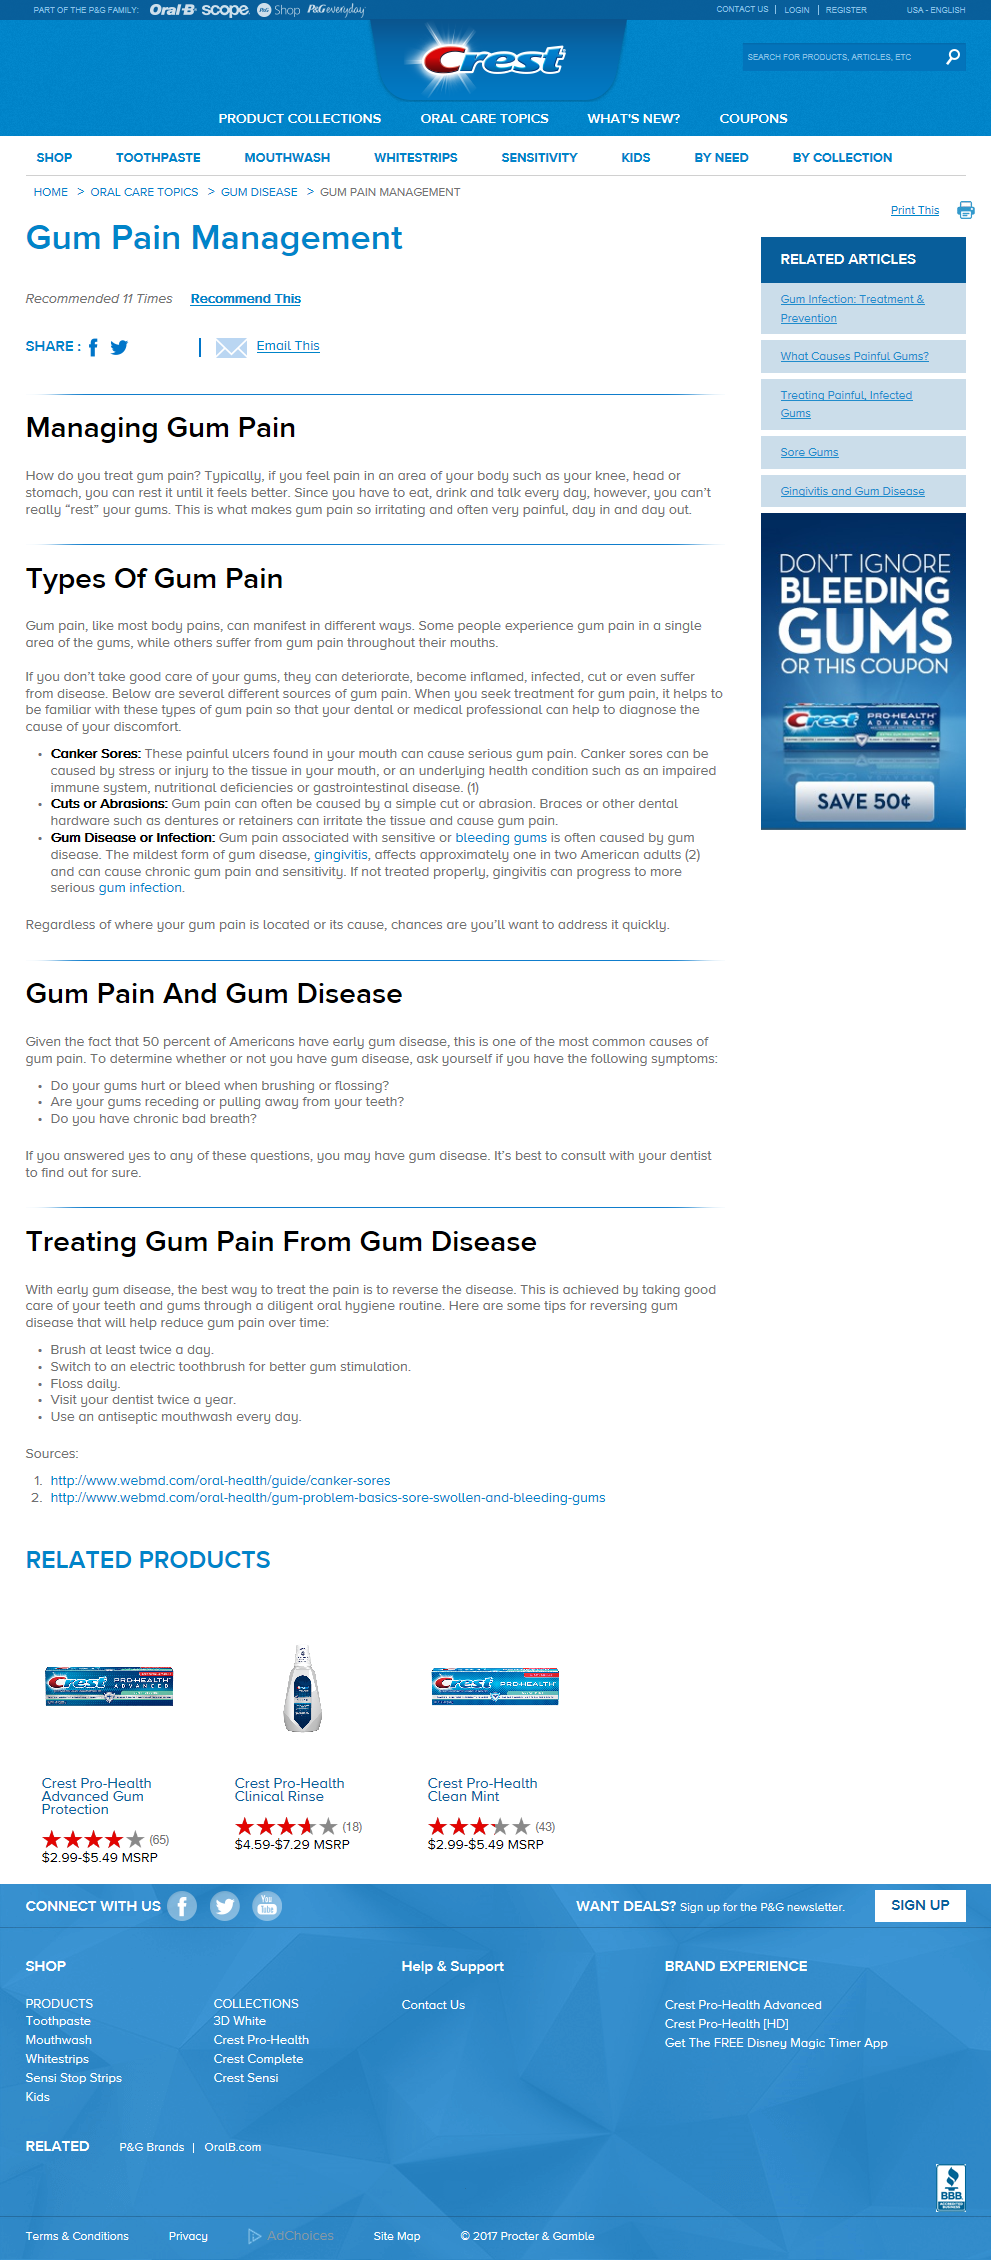 PART OF THE P&G FAMILY: Oral-B scope P&G Shop P&G everyday
CONTACT US | LOGIN | REGISTER USA - ENGLISH
Crest
SEARCH FOR PRODUCTS, ARTICLES, ETC
PRODUCT COLLECTIONS ORAL CARE TOPICS WHAT'S NEW? COUPONS
SHOP TOOTHPASTE MOUTHWASH WHITESTRIPS SENSITIVITY KIDS BY NEED BY COLLECTION
HOME > ORAL CARE TOPICS > GUM DISEASE > GUM PAIN MANAGEMENT
Print This
Gum Pain Management
Recommended 11 Times Recommend This
SHARE : | Email This
Managing Gum Pain
How do you treat gum pain? Typically, if you feel pain in an area of your body such as your knee, head or
stomach, you can rest it until it feels better. Since you have to eat, drink and talk every day, however, you can't
really “rest” your gums. This is what makes gum pain so irritating and often very painful, day in and day out.
Types Of Gum Pain
Gum pain, like most body pains, can manifest in different ways. Some people experience gum pain in a single
area of the gums, while others suffer from gum pain throughout their mouths.
If you don't take good care of your gums, they can deteriorate, become inflamed, infected, cut or even suffer
from disease. Below are several different sources of gum pain. When you seek treatment for gum pain, it helps to
be familiar with these types of gum pain so that your dental or medical professional can help to diagnose the
cause of your discomfort.
• Canker Sores: These painful ulcers found in your mouth can cause serious gum pain. Canker sores can be
caused by stress or injury to the tissue in your mouth, or an underlying health condition such as an impaired
immune system, nutritional deficiencies or gastrointestinal disease. (1)
• Cuts or Abrasions: Gum pain can often be caused by a simple cut or abrasion. Braces or other dental
hardware such as dentures or retainers can irritate the tissue and cause gum pain.
• Gum Disease or Infection: Gum pain associated with sensitive or bleeding gums is often caused by gum
disease. The mildest form of gum disease, gingivitis, affects approximately one in two American adults (2)
and can cause chronic gum pain and sensitivity. If not treated properly, gingivitis can progress to more
serious gum infection.
Regardless of where your gum pain is located or its cause, chances are you'll want to address it quickly.
Gum Pain And Gum Disease
Given the fact that 50 percent of Americans have early gum disease, this is one of the most common causes of
gum pain. To determine whether or not you have gum disease, ask yourself if you have the following symptoms:
• Do your gums hurt or bleed when brushing or flossing?
• Are your gums receding or pulling away from your teeth?
• Do you have chronic bad breath?
If you answered yes to any of these questions, you may have gum disease. It's best to consult with your dentist
to find out for sure.
Treating Gum Pain From Gum Disease
With early gum disease, the best way to treat the pain is to reverse the disease. This is achieved by taking good
care of your teeth and gums through a diligent oral hygiene routine. Here are some tips for reversing gum
disease that will help reduce gum pain over time:
• Brush at least twice a day.
• Switch to an electric toothbrush for better gum stimulation.
• Floss daily.
• Visit your dentist twice a year.
• Use an antiseptic mouthwash every day.
Sources:
1. http://www.webmd.com/oral-health/guide/canker-sores
2. http://www.webmd.com/oral-health/gum-problem-basics-sore-swollen-and-bleeding-gums
RELATED ARTICLES
Gum Infection: Treatment &
Prevention
What Causes Painful Gums?
Treating Painful, Infected
Gums
Sore Gums
Gingivitis and Gum Disease
DON'T IGNORE
BLEEDING
GUMS
OR THIS COUPON
Crest PRO-HEALTH
ADVANCED
SAVE 50¢
RELATED PRODUCTS
Crest PRO-HEALTH
ADVANCED
Crest PRO-HEALTH
Crest Pro-Health
Advanced Gum
Protection
(65)
$2.99-$5.49 MSRP
Crest Pro-Health
Clinical Rinse
(18)
$4.59-$7.29 MSRP
Crest Pro-Health
Clean Mint
(43)
$2.99-$5.49 MSRP
CONNECT WITH US You Tube
WANT DEALS? Sign up for the P&G newsletter. SIGN UP
SHOP
PRODUCTS
Toothpaste
Mouthwash
Whitestrips
Sensi Stop Strips
Kids
COLLECTIONS
3D White
Crest Pro-Health
Crest Complete
Crest Sensi
Help & Support
Contact Us
BRAND EXPERIENCE
Crest Pro-Health Advanced
Crest Pro-Health [HD]
Get The FREE Disney Magic Timer App
RELATED P&G Brands | OralB.com
BBB
ACCREDITED
BUSINESS
Terms & Conditions Privacy AdChoices Site Map © 2017 Procter & Gamble